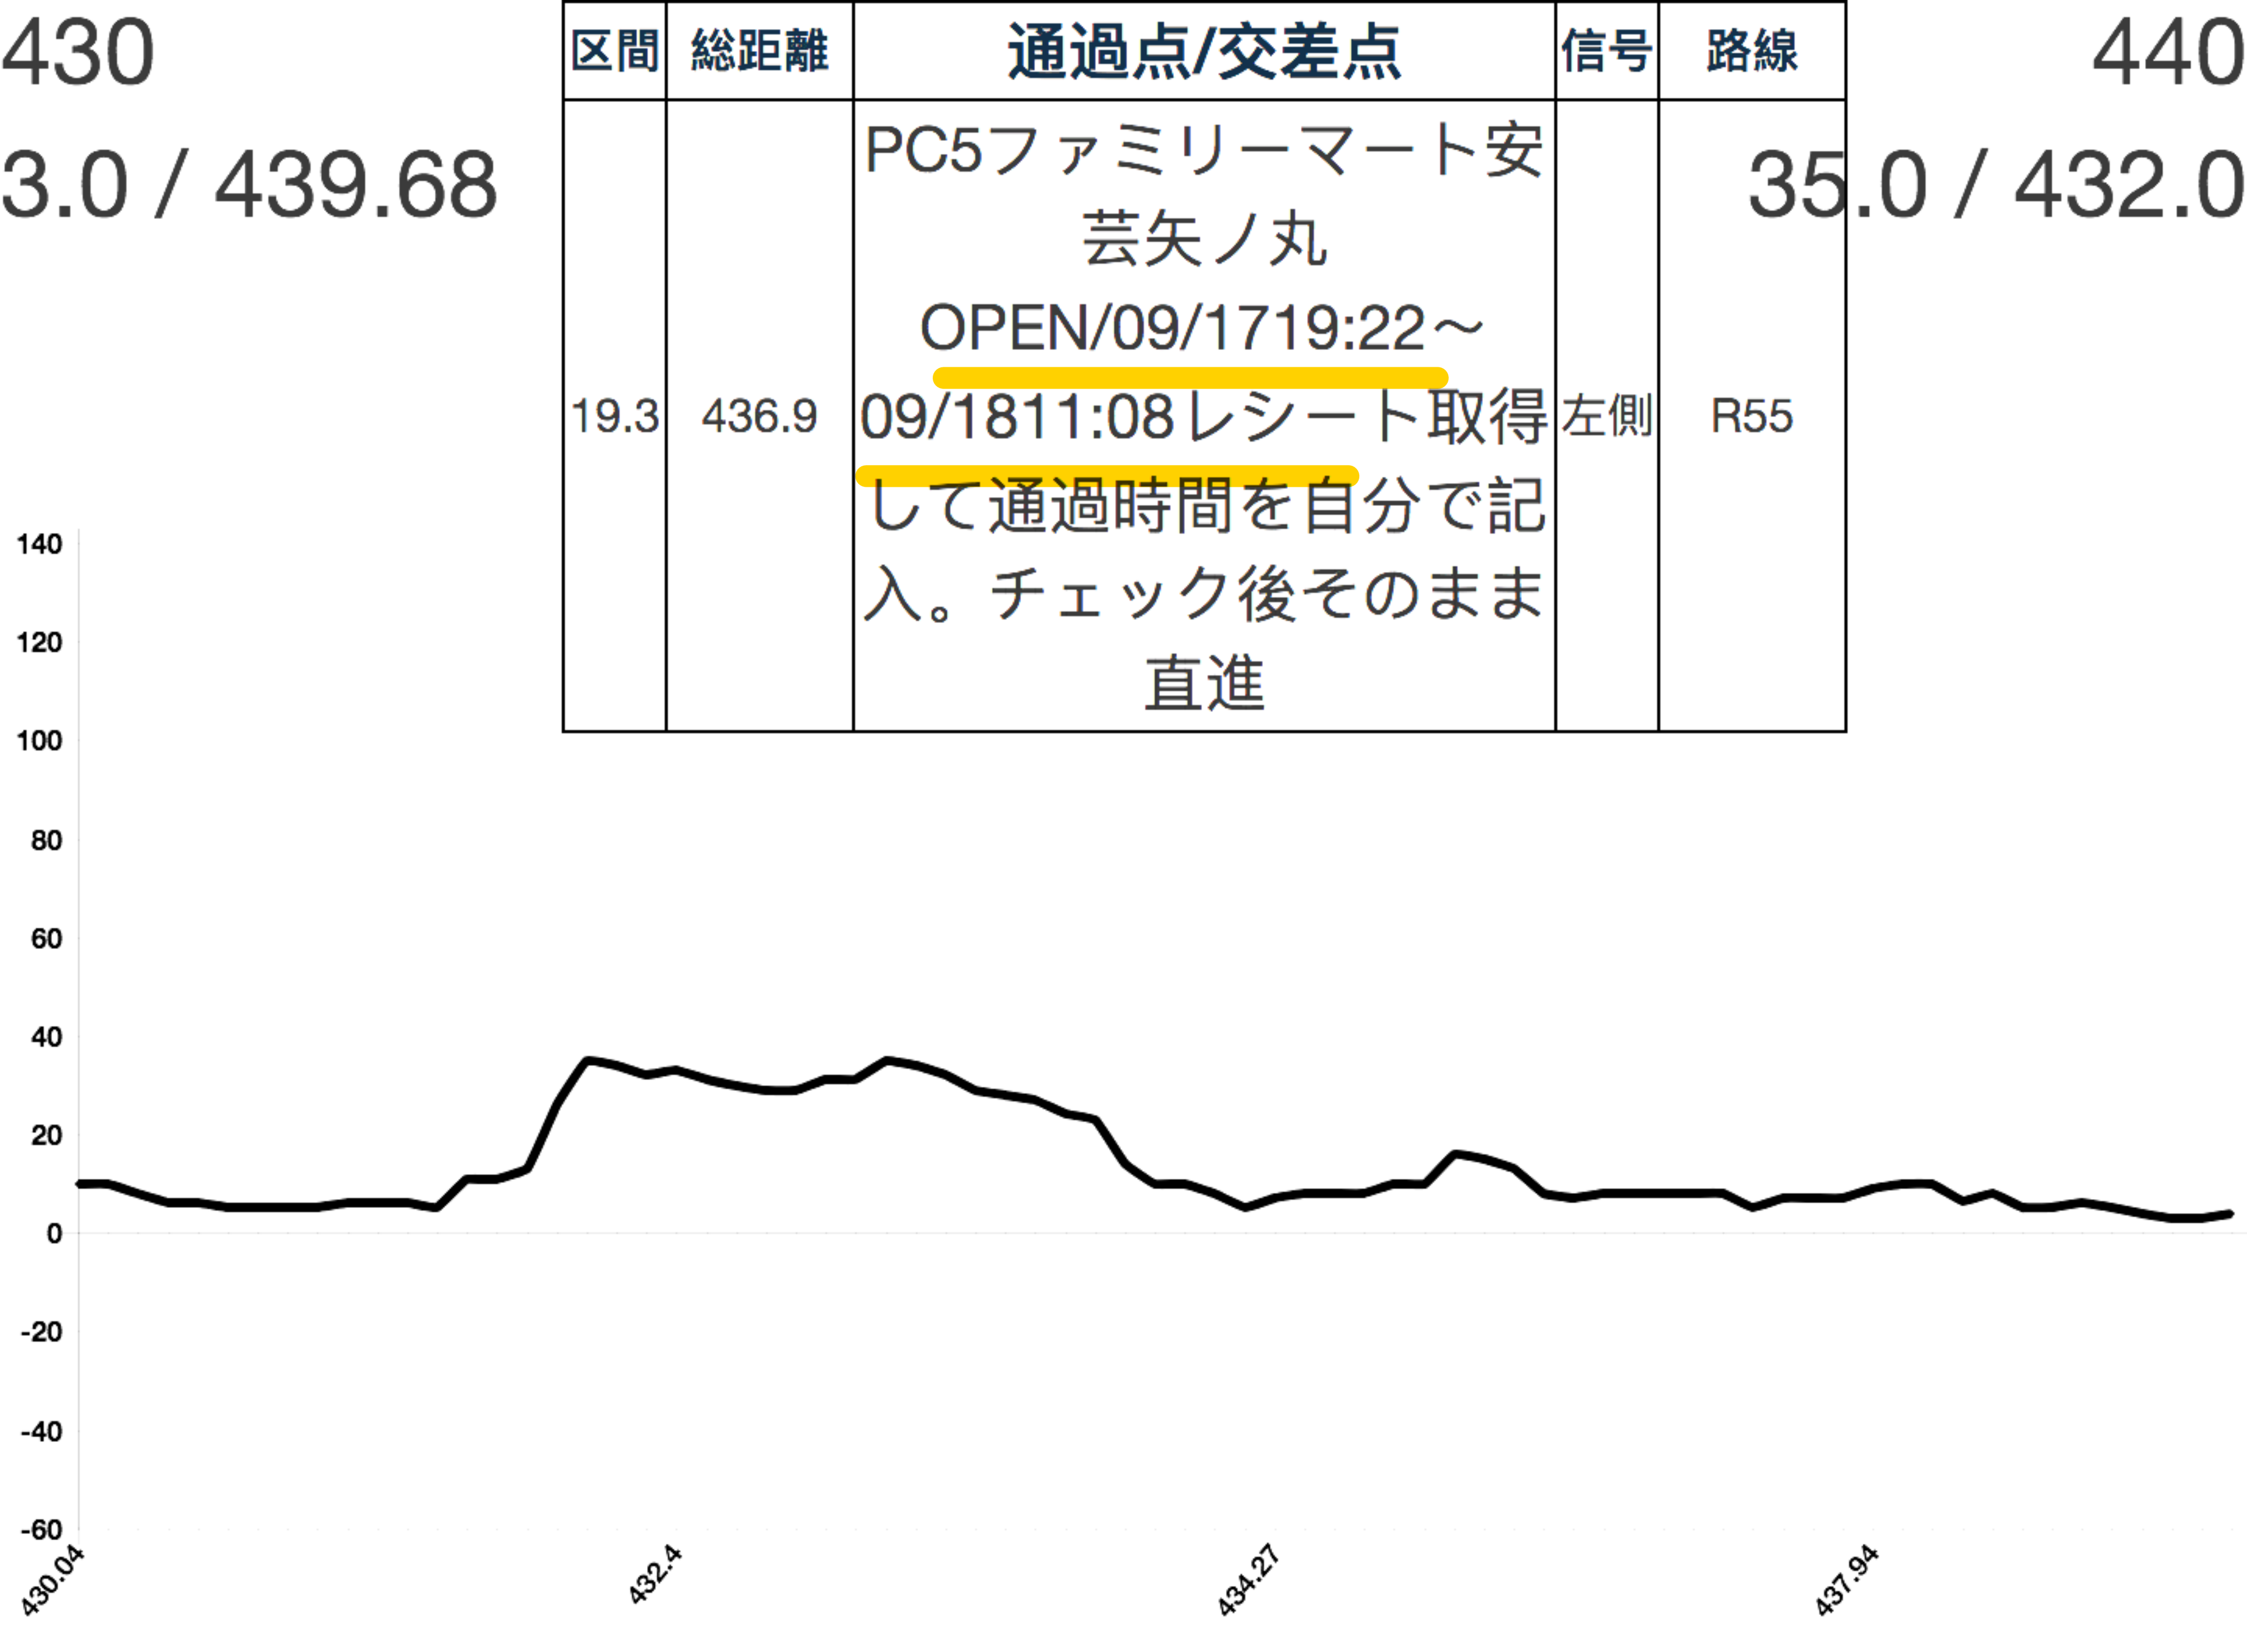 430
3.0 / 439.68
440
35.0 / 432.0
区間 総距離 通過点/交差点 信号 路線
19.3 436.9
PC5ファミリーマート安
芸矢ノ丸
OPEN/09/1719:22～
09/1811:08レシート取得
して通過時間を自分で記
入。チェック後そのまま
直進
左側 R55
140
120
100
80
60
40
20
0
-20
-40
-60
430.04 432.4 434.27 437.94